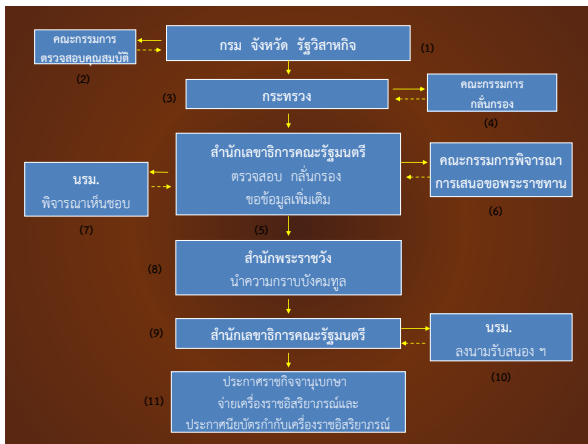 กรม จังหวัด รัฐวิสาหกิจ
(1)
คณะกรรมการ
ตรวจสอบคุณสมบัติ
(2)
(3)
กระทรวง
คณะกรรมการ
กลั่นกรอง
(4)
สำนักเลขาธิการคณะรัฐมนตรี
ตรวจสอบ กลั่นกรอง
ขอข้อมูลเพิ่มเติม
(5)
คณะกรรมการพิจารณา
การเสนอขอพระราชทาน
(6)
นรม.
พิจารณาเห็นชอบ
(7)
(8)
สำนักพระราชวัง
นำความกราบบังคมทูล
(9)
สำนักเลขาธิการคณะรัฐมนตรี
นรม.
ลงนามรับสนอง ฯ
(10)
(11)
ประกาศราชกิจจานุเบกษา
จ่ายเครื่องราชอิสริยาภรณ์และ
ประกาศนียบัตรกำกับเครื่องราชอิสริยาภรณ์